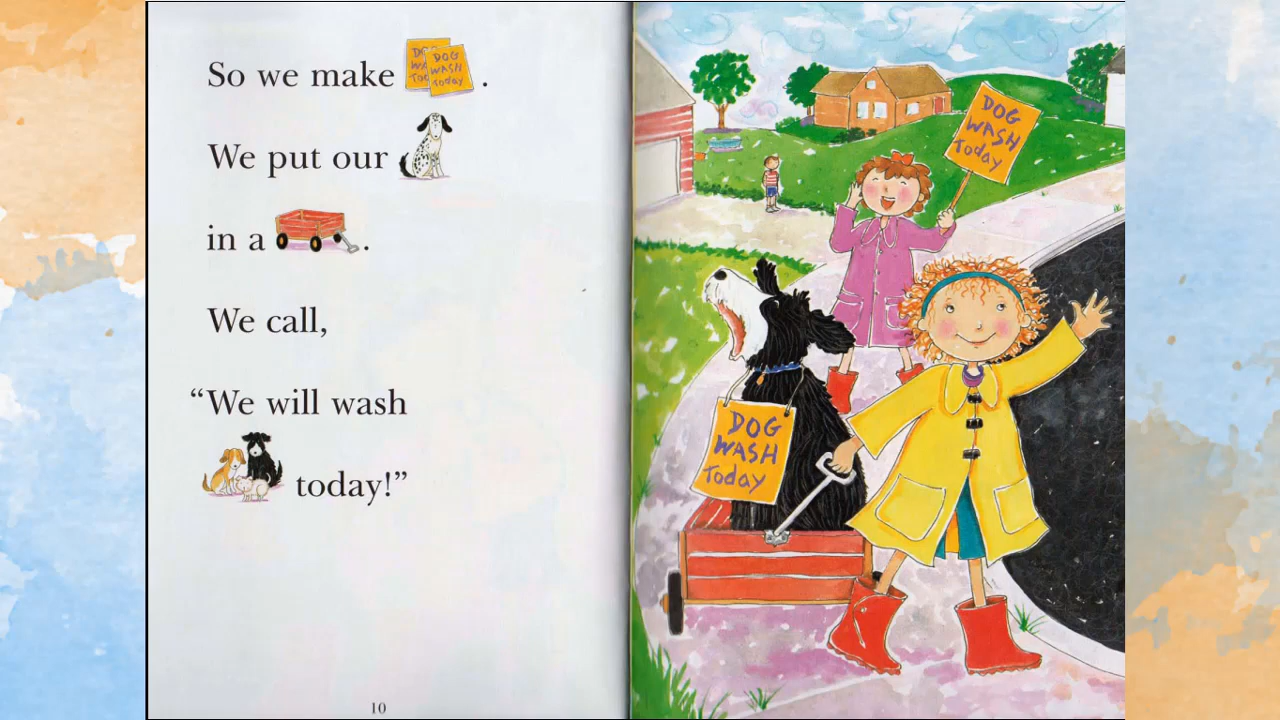 So we make DOG WASH Today .
We put our
in a .
We call,
“We will wash
today!”
10
DOG
WASH
Today
DOG
WASH
Today